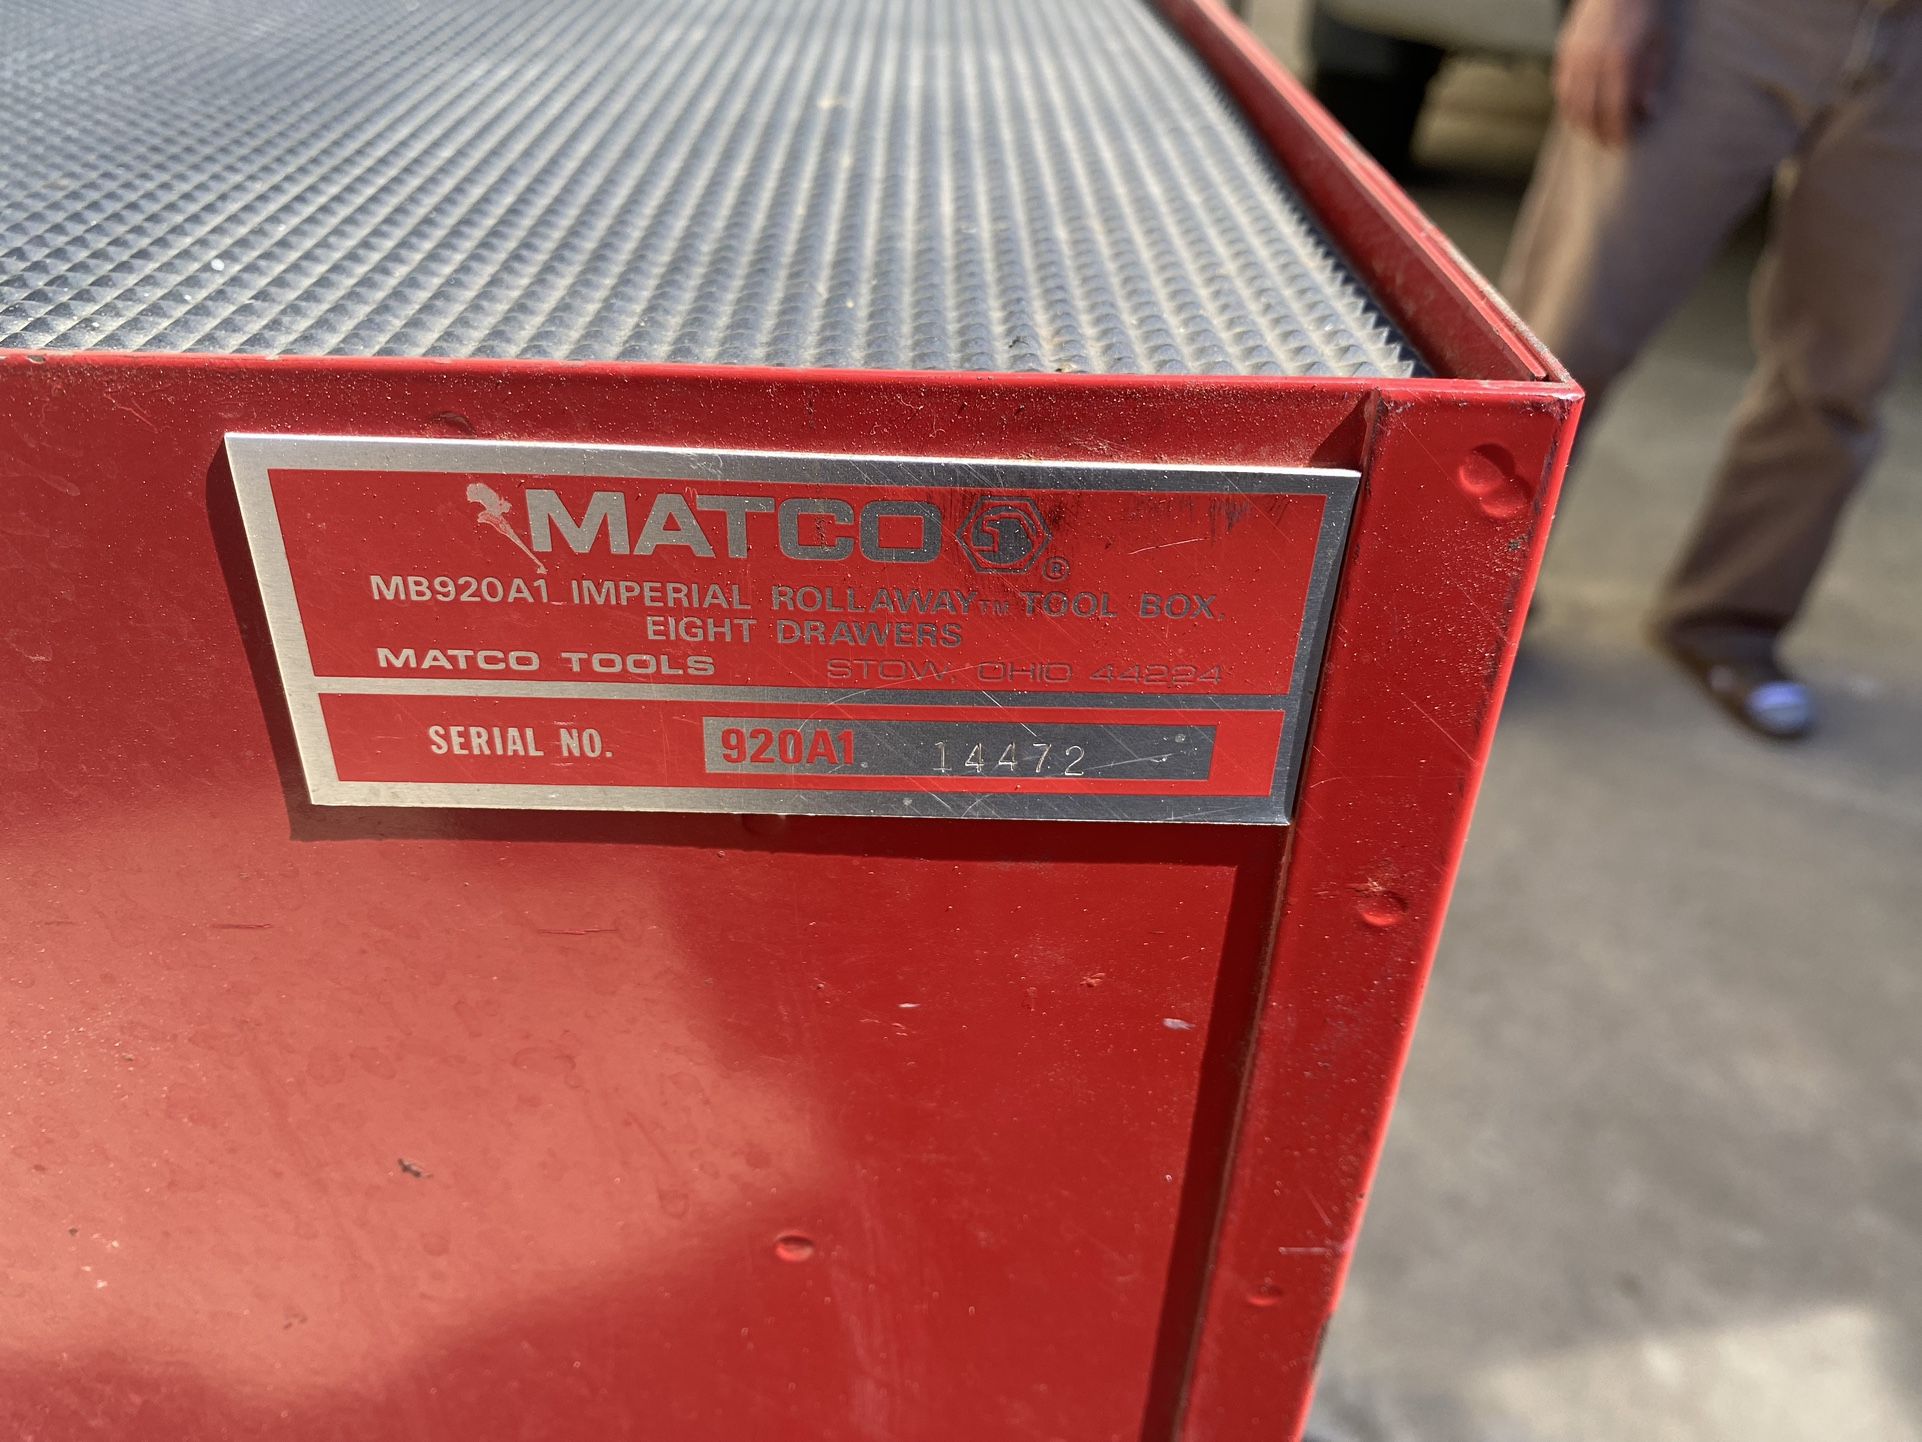 MATCO ®
MB920A1 IMPERIAL ROLLAWAY™ TOOL BOX.
EIGHT DRAWERS
MATCO TOOLS STOW, OHIO 44224
SERIAL NO. 920A1 14472